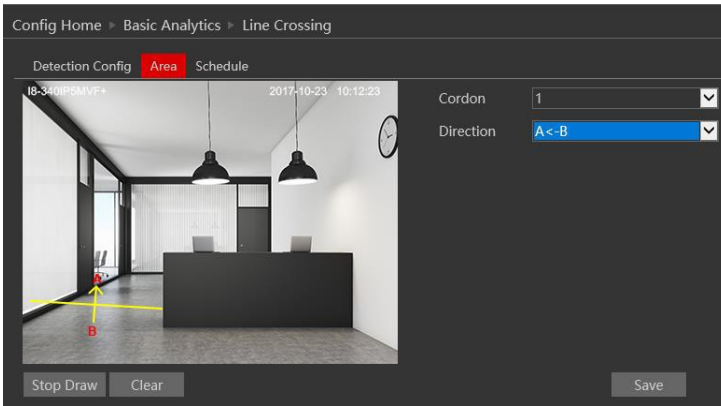 Config Home ▶ Basic Analytics ▶ Line Crossing
Detection Config Area Schedule
I8-340IP5MVF+ 2017-10-23 10:12:23
Cordon 1
Direction A<-B
A
B
Stop Draw Clear Save